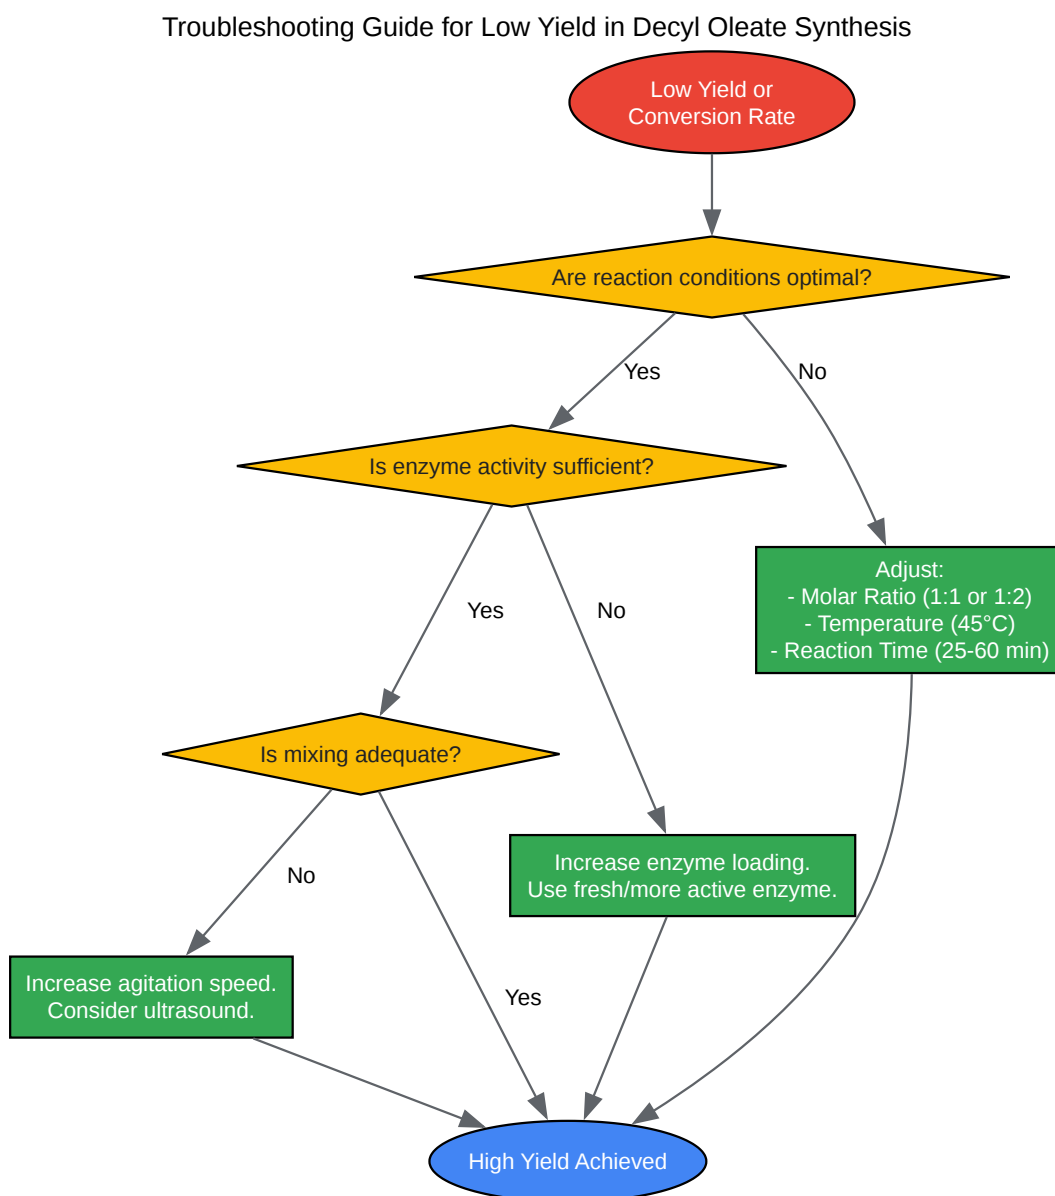 Troubleshooting Guide for Low Yield in Decyl Oleate Synthesis
Low Yield or
Conversion Rate
Are reaction conditions optimal?
Yes
No
Is enzyme activity sufficient?
Adjust:
- Molar Ratio (1:1 or 1:2)
- Temperature (45°C)
- Reaction Time (25-60 min)
Yes
No
Is mixing adequate?
Increase enzyme loading.
Use fresh/more active enzyme.
No
Yes
Increase agitation speed.
Consider ultrasound.
High Yield Achieved